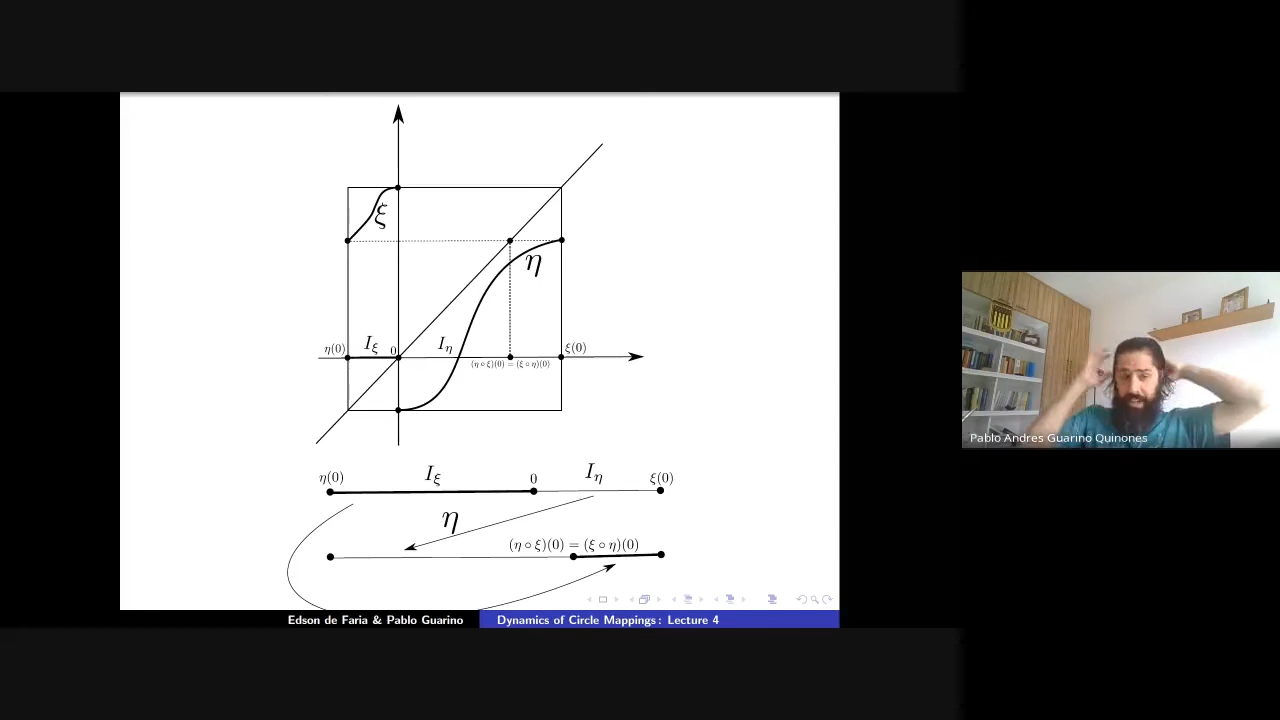 ξ
η
η(0)
I_ξ
0
I_η
ξ(0)
(η ∘ ξ)(0) = (ξ ∘ η)(0)
η(0)
I_ξ
0
I_η
ξ(0)
η
(η ∘ ξ)(0) = (ξ ∘ η)(0)
Edson de Faria & Pablo Guarino
Dynamics of Circle Mappings: Lecture 4
Pablo Andres Guarino Quinones